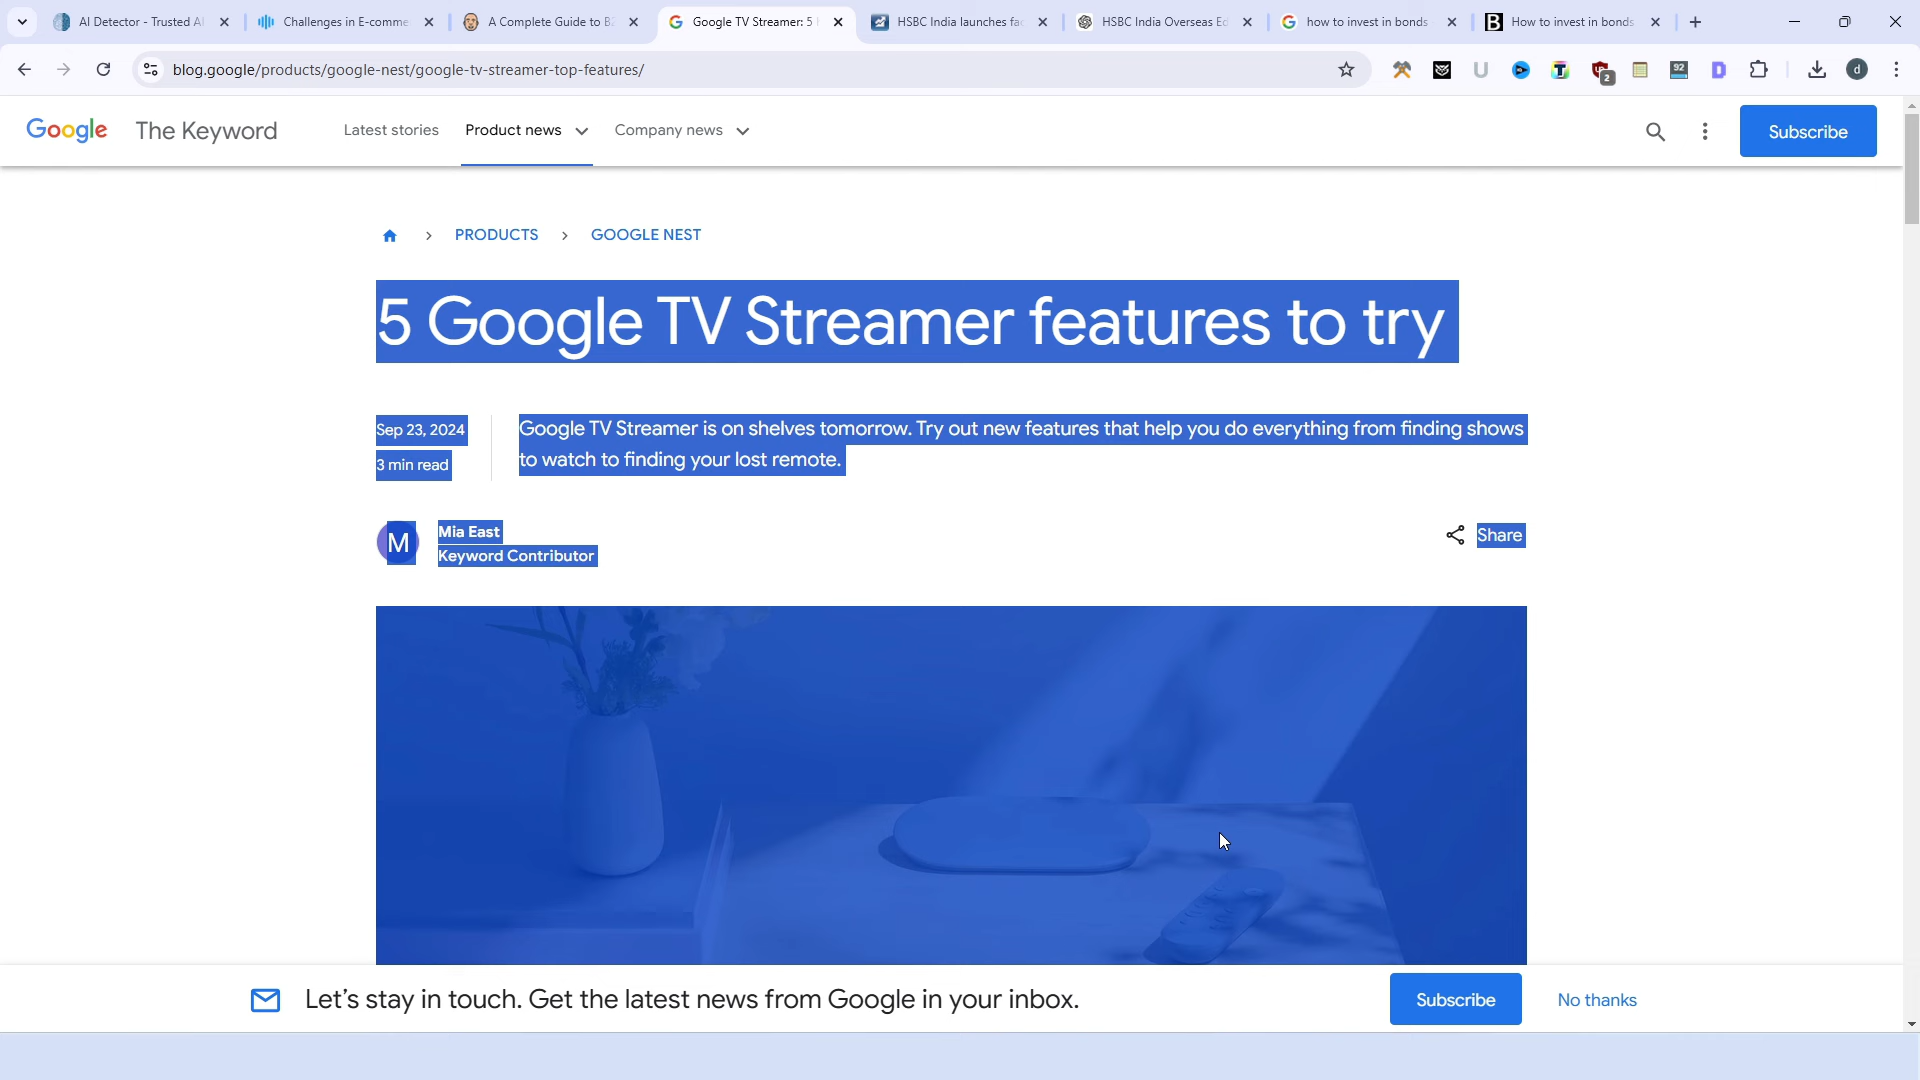 AI Detector - Trusted AI
Challenges in E-comme
A Complete Guide to B2
Google TV Streamer: 5
HSBC India launches fac
HSBC India Overseas Ed
how to invest in bonds
How to invest in bonds
blog.google/products/google-nest/google-tv-streamer-top-features/
2
92
d
Google The Keyword
Latest stories
Product news
Company news
Subscribe
PRODUCTS
GOOGLE NEST
5 Google TV Streamer features to try
Sep 23, 2024
3 min read
Google TV Streamer is on shelves tomorrow. Try out new features that help you do everything from finding shows
to watch to finding your lost remote.
M
Mia East
Keyword Contributor
Share
Let's stay in touch. Get the latest news from Google in your inbox.
Subscribe
No thanks